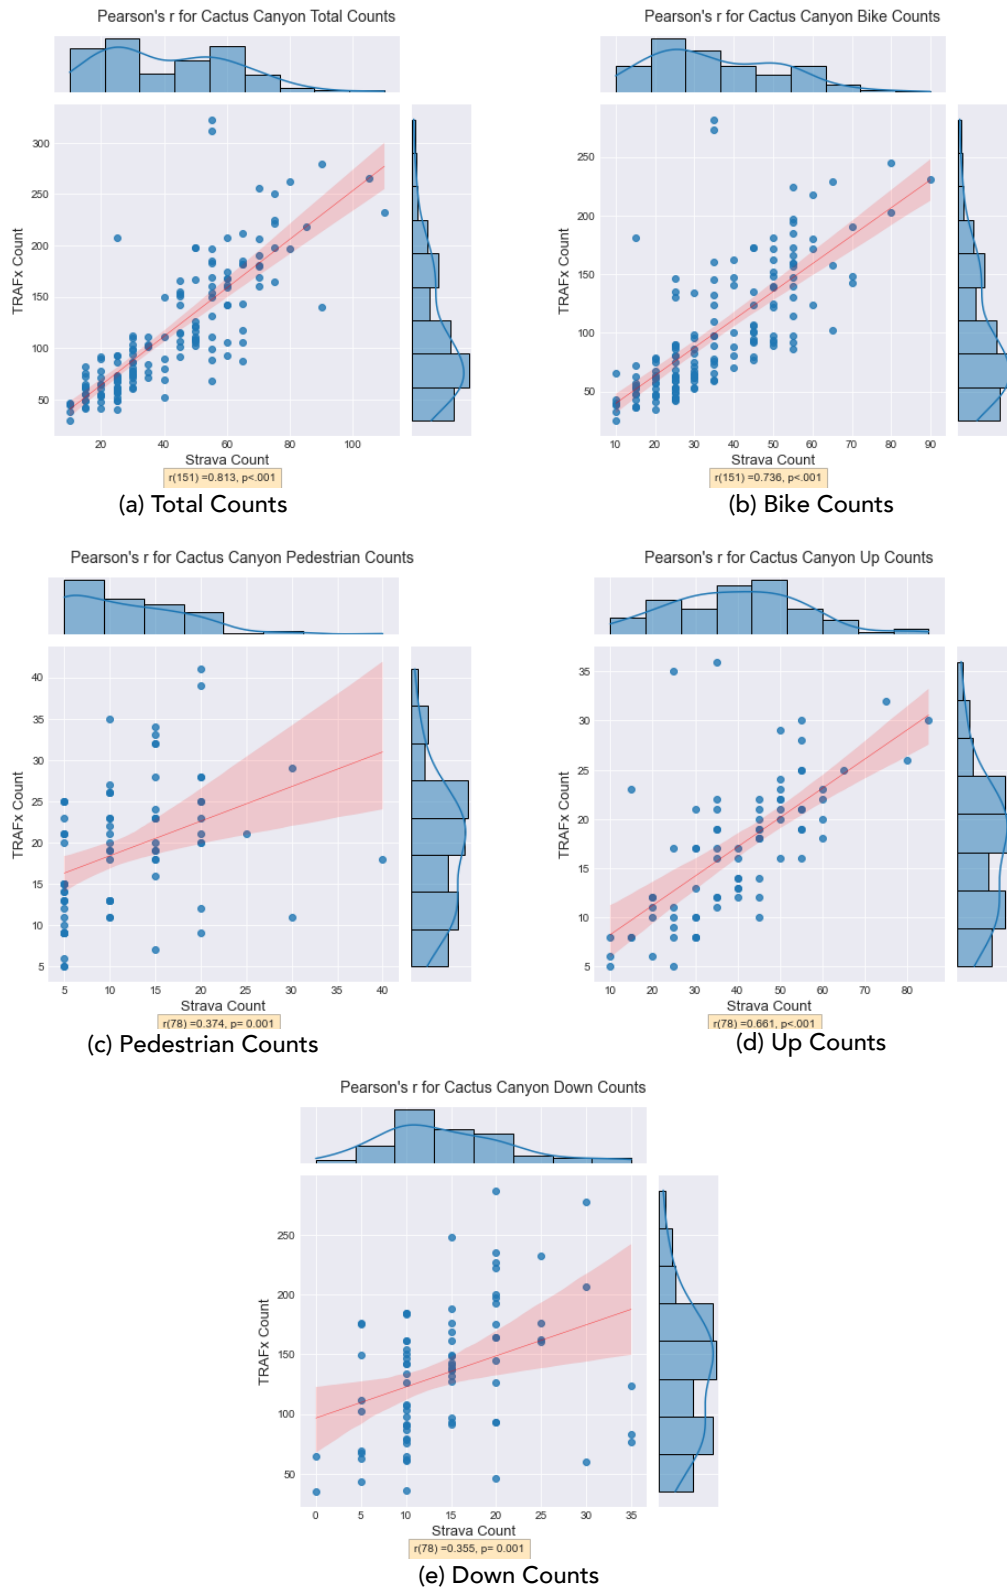 Pearson's r for Cactus Canyon Total Counts
TRAFx Count
300
250
200
150
100
50
20 40 60 80 100
Strava Count
r(151) =0.813, p<.001
(a) Total Counts
Pearson's r for Cactus Canyon Bike Counts
TRAFx Count
250
200
150
100
50
10 20 30 40 50 60 70 80 90
Strava Count
r(151) =0.736, p<.001
(b) Bike Counts
Pearson's r for Cactus Canyon Pedestrian Counts
TRAFx Count
40
35
30
25
20
15
10
5
5 10 15 20 25 30 35 40
Strava Count
r(78) =0.374, p= 0.001
(c) Pedestrian Counts
Pearson's r for Cactus Canyon Up Counts
TRAFx Count
35
30
25
20
15
10
5
10 20 30 40 50 60 70 80
Strava Count
r(78) =0.661, p<.001
(d) Up Counts
Pearson's r for Cactus Canyon Down Counts
TRAFx Count
250
200
150
100
50
0 5 10 15 20 25 30 35
Strava Count
r(78) =0.355, p= 0.001
(e) Down Counts